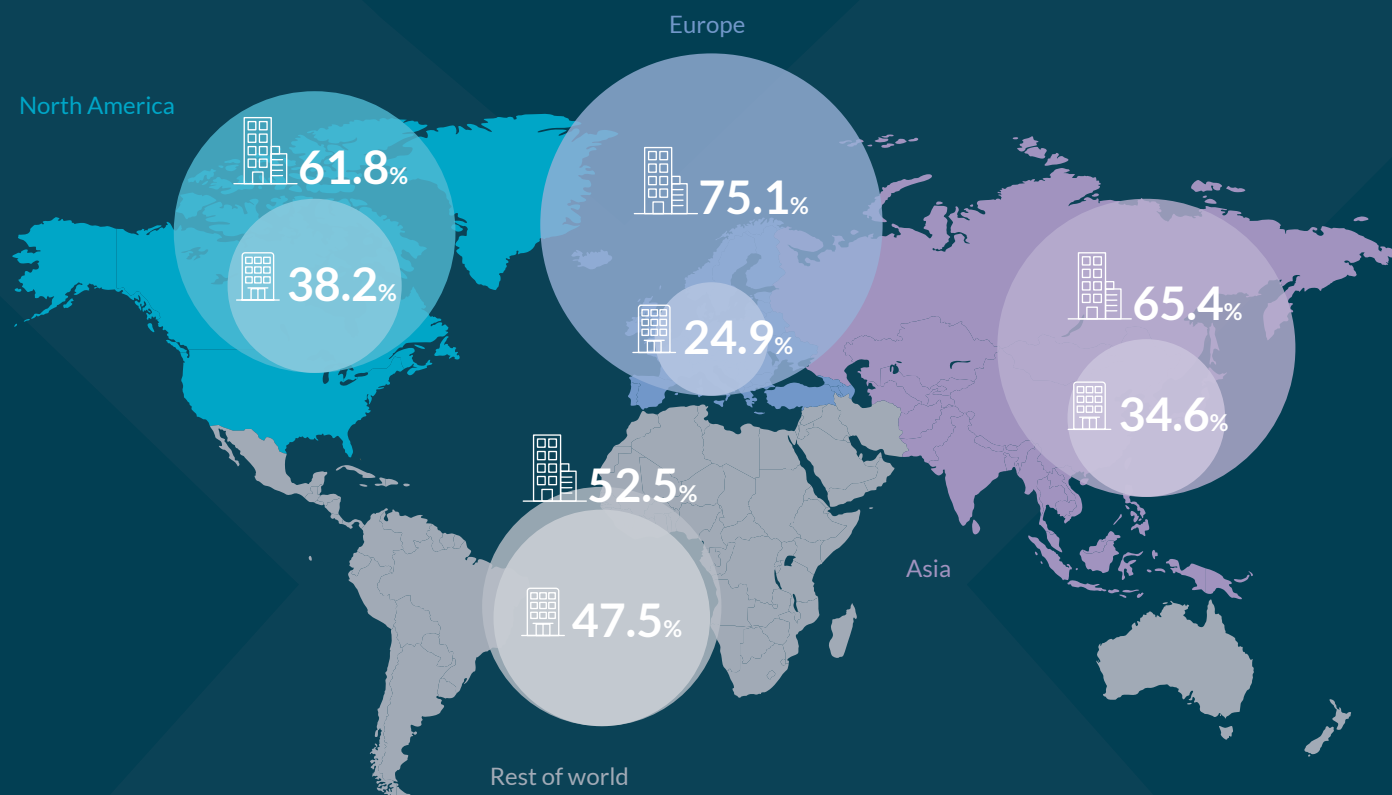 Europe
North America
61.8%
38.2%
75.1%
24.9%
65.4%
34.6%
52.5%
47.5%
Asia
Rest of world